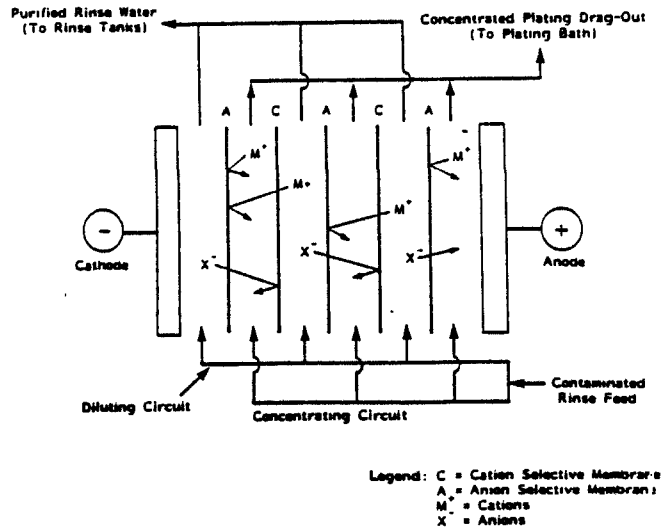 Purified Rinse Water
(To Rinse Tanks)
Concentrated Plating Drag-Out
(To Plating Bath)
A
C
A
C
A
M+
M+
M+
M+
X-
X-
X-
-
Cathode
+
Anode
Diluting Circuit
Concentrating Circuit
Contaminated
Rinse Feed
Legend: C = Cation Selective Membrane
A = Anion Selective Membrane
M+ = Cations
X- = Anions